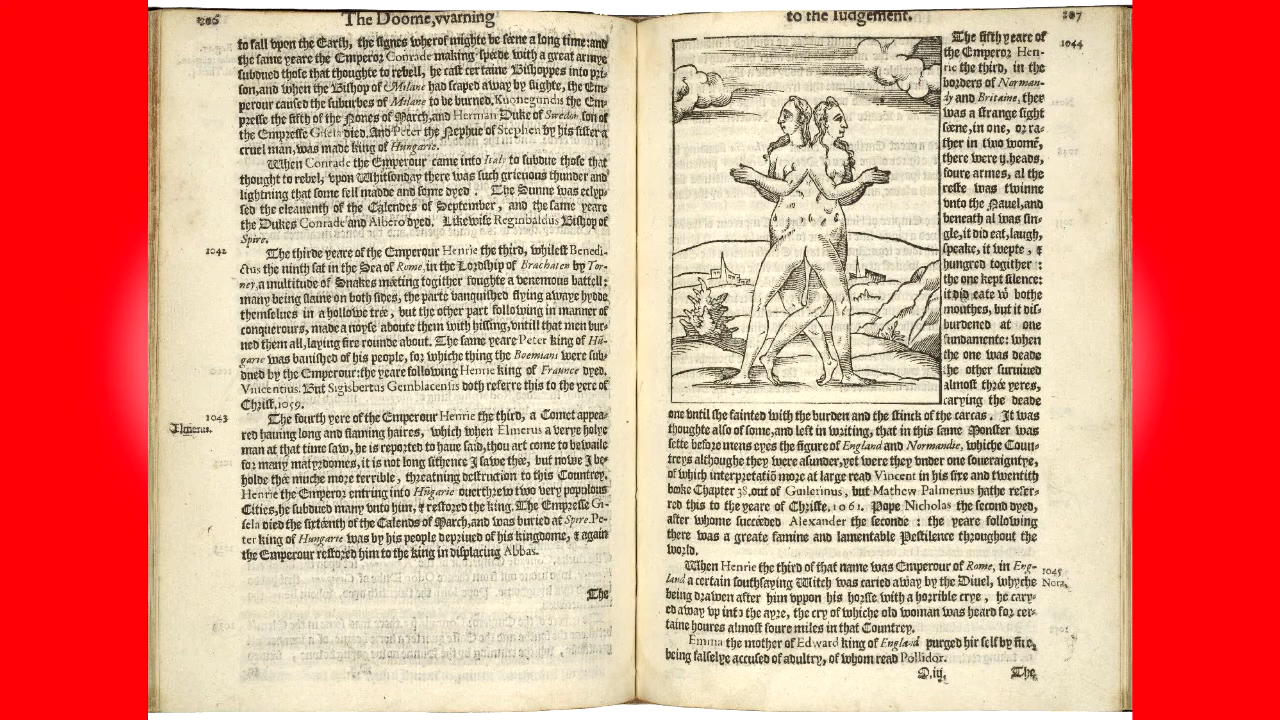 206
The Doome, vvarning
to fall vpon the Earth, the signes wherof mighte be seene a long time: and
the same yeare the Emperor Conrade making speede with a great armye
subdued those that thoughte to rebell, he cast certaine Bishoppes into pri-
son, and when the Bishop of Milane had scaped away by flighte, the Em-
perour caused the suburbes of Milane to be burned. Kunegundis the Em-
presse the fifth of the Nones of March, and Herman Duke of Sweden son of
the Empresse Gisela died. And Peter the Nephue of Stephen by his sister a
cruel man, was made king of Hungarie.
When Conrade the Emperour came into Italy to subdue those that
thought to rebel, vpon Whitsonday there was such grieuous thunder and
lightning that some fell madde and some dyed. The Sunne was eclyp-
sed the eleauenth of the Calendes of September, and the same yeare
the Dukes Conrade and Albero dyed. Likewise Reginbaldus Bishop of
Spire.
1042
The thirde yeare of the Emperour Henrie the third, whilest Benedi-
ctus the ninth sat in the Sea of Rome, in the Lordship of Brachaten by Tor-
ney, a multitude of Snakes meeting togither foughte a venemous battell:
many being slaine on both sides, the parte vanquished flying awaye hydde
themselues in a hollowe tree, but the other part following in manner of
conquerours, made a noyse aboute them with hissing, vntill that men bur-
ned them all, laying fire rounde about. The same yeare Peter king of Hū-
garie was banished of his people, for whiche thing the Boemians were sub-
dued by the Emperour: the yeare following Henrie king of Fraunce dyed.
Vincentius. But Sigisbertus Gemblacensis doth referre this to the yere of
Christ, 1059.
1043
Elmerus.
The fourth yere of the Emperour Henrie the third, a Comet appea-
red hauing long and flaming haires, which when Elmerus a verye holye
man at that time saw, he is reported to haue said, thou art come to bewaile
for many matyrdomes, it is not long sithence I sawe thee, but nowe I be-
holde thee muche more terrible, threatning destruction to this Countrey.
Henrie the Emperor entring into Hungarie ouerthrew two very populous
Cities, he subdued many vnto him, & restored the king. The Empresse Gi-
sela died the sixteenth of the Calends of March, and was buried at Spire. Pe-
ter king of Hungarie was by his people depriued of his kingdome, & again
the Emperour restored him to the king in displacing Abbas.
The
to the Iudgement.
207
1044
The fifth yeare of
the Emperor Hen-
rie the third, in the
borders of Norman-
dy and Britaine, ther
was a strange sight
seene, in one, or ra-
ther in two womē,
there were ij. heads,
foure armes, al the
reste was twinne
vnto the Nauel, and
beneath al was sin-
gle, it did eat, laugh,
speake, it wepte, &
hungred togither:
the one kept silence:
it did eate wͭ bothe
mouthes, but it dis-
burdened at one
fundamente: when
the one was deade
the other suruiued
almost thrée yeres,
carying the deade
one vntil she fainted with the burden and the stinck of the carcas. It was
thoughte also of some, and left in writing, that in this same Monster was
sette before mens eyes the figure of England and Normandie, whiche Coun-
treys althoughe they were asunder, yet were they vnder one soueraigntye,
of which interpretatiō more at large read Vincent in his sixe and twentith
booke Chapter 38. out of Guilerinus, but Mathew Palmerius hathe refer-
red this to the yeare of Christe. 1061. Pope Nicholas the second dyed,
after whome succéeded Alexander the seconde: the yeare following
there was a greate famine and lamentable Pestilence throughout the
world.
1045
Nota.
When Henrie the third of that name was Emperour of Rome, in Eng-
land a certain southsaying Witch was caried away by the Diuel, whyche
being drawen after him vppon his horsse with a horrible crye, he cary-
ed away vp into the ayre, the cry of whiche old woman was heard for cer-
taine houres almost foure miles in that Countrey.
Emma the mother of Edward king of England purged hir self by fire,
being falselye accused of adultry, of whom read Pollidor.
O.iij.
The